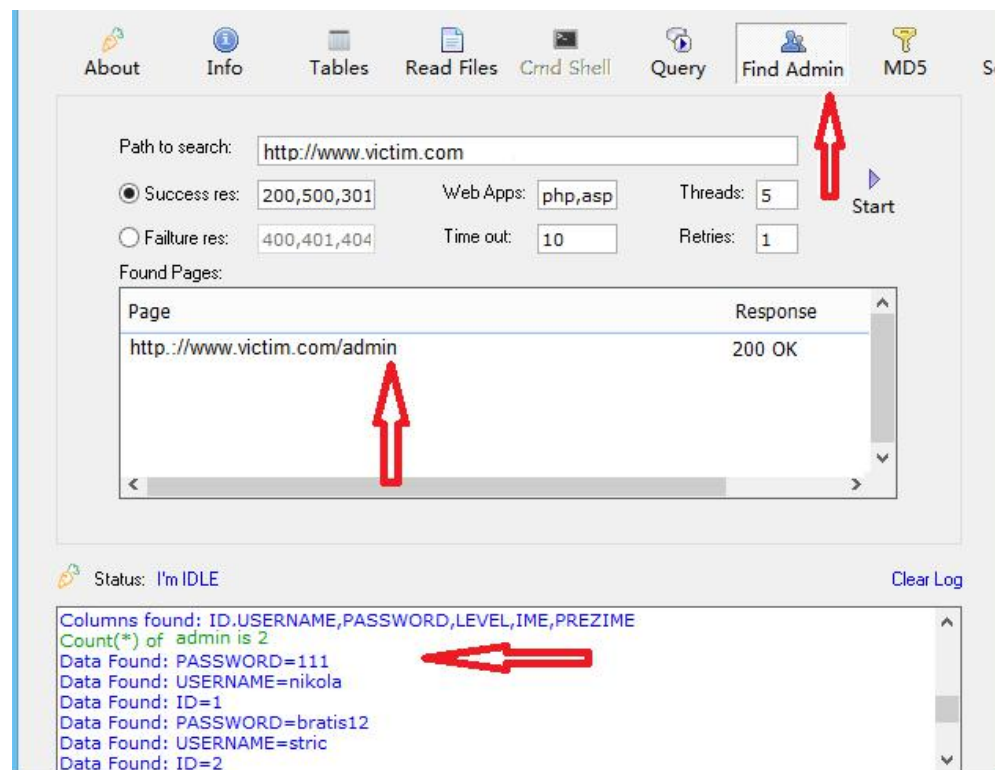 About Info Tables Read Files Cmd Shell Query Find Admin MD5
Path to search: http://www.victim.com
Success res: 200,500,301 Web Apps: php,asp Threads: 5 Start
Failture res: 400,401,404 Time out: 10 Retries: 1
Found Pages:
Page Response
http.://www.victim.com/admin 200 OK
Status: I'm IDLE Clear Log
Columns found: ID.USERNAME,PASSWORD,LEVEL,IME,PREZIME
Count(*) of admin is 2
Data Found: PASSWORD=111
Data Found: USERNAME=nikola
Data Found: ID=1
Data Found: PASSWORD=bratis12
Data Found: USERNAME=stric
Data Found: ID=2